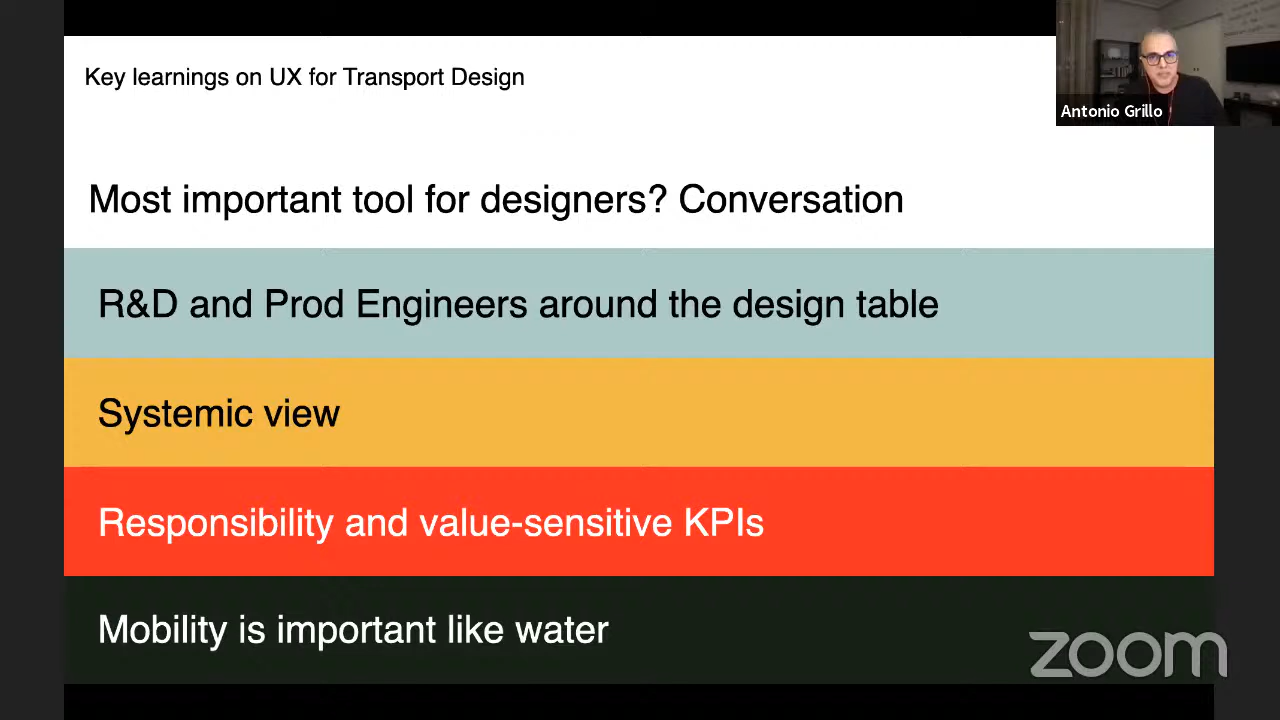 Key learnings on UX for Transport Design
Antonio Grillo
Most important tool for designers? Conversation
R&D and Prod Engineers around the design table
Systemic view
Responsibility and value-sensitive KPIs
Mobility is important like water
zoom